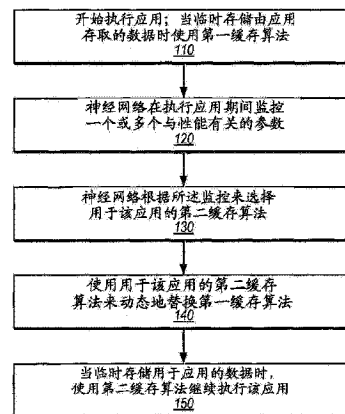 开始执行应用；当临时存储由应用
存取的数据时使用第一缓存算法
110
神经网络在执行应用期间监控
一个或多个与性能有关的参数
120
神经网络根据所述监控来选择
用于该应用的第二缓存算法
130
使用用于该应用的第二缓存
算法来动态地替换第一缓存算法
140
当临时存储用于应用的数据时，
使用第二缓存算法继续执行该应用
150